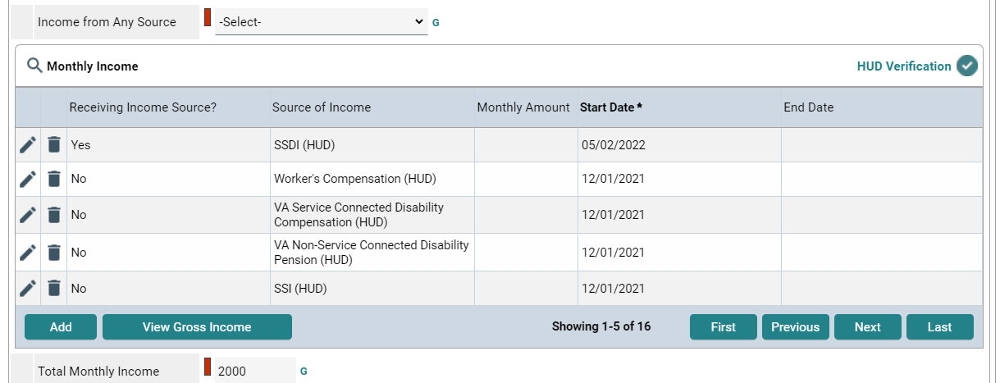 Income from Any Source -Select- G
Monthly Income HUD Verification
Receiving Income Source? Source of Income Monthly Amount Start Date * End Date
Yes SSDI (HUD) 05/02/2022
No Worker's Compensation (HUD) 12/01/2021
No VA Service Connected Disability Compensation (HUD) 12/01/2021
No VA Non-Service Connected Disability Pension (HUD) 12/01/2021
No SSI (HUD) 12/01/2021
Add View Gross Income Showing 1-5 of 16 First Previous Next Last
Total Monthly Income 2000 G